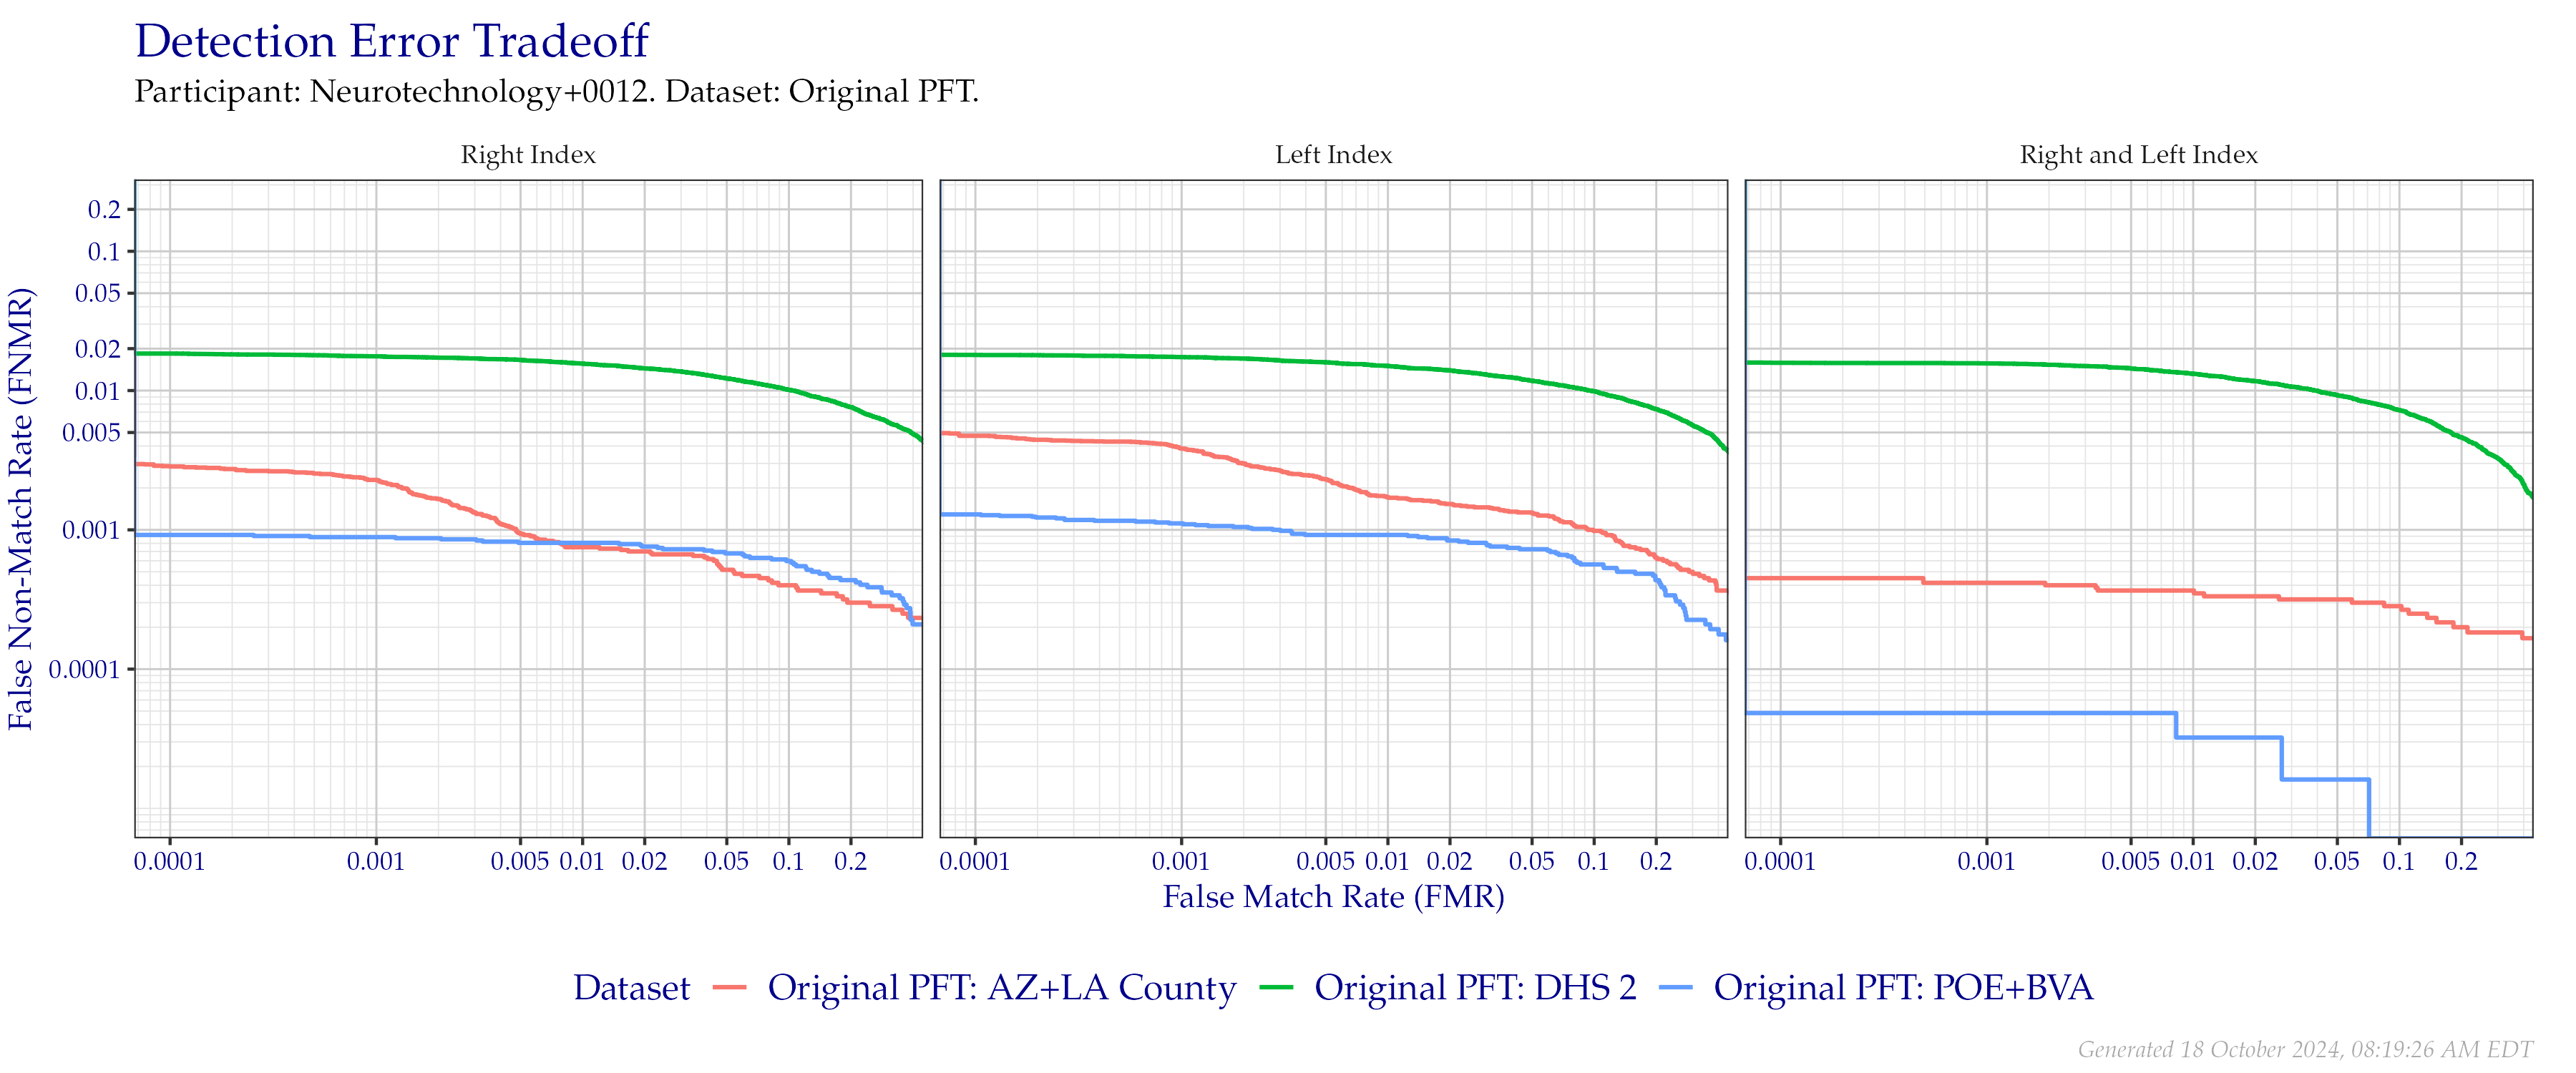 Detection Error Tradeoff
Participant: Neurotechnology+0012. Dataset: Original PFT.
Right Index
Left Index
Right and Left Index
False Non-Match Rate (FNMR)
0.2
0.1
0.05
0.02
0.01
0.005
0.001
0.0001
0.0001 0.001 0.005 0.01 0.02 0.05 0.1 0.2
0.0001 0.001 0.005 0.01 0.02 0.05 0.1 0.2
0.0001 0.001 0.005 0.01 0.02 0.05 0.1 0.2
False Match Rate (FMR)
Dataset Original PFT: AZ+LA County Original PFT: DHS 2 Original PFT: POE+BVA
Generated 18 October 2024, 08:19:26 AM EDT